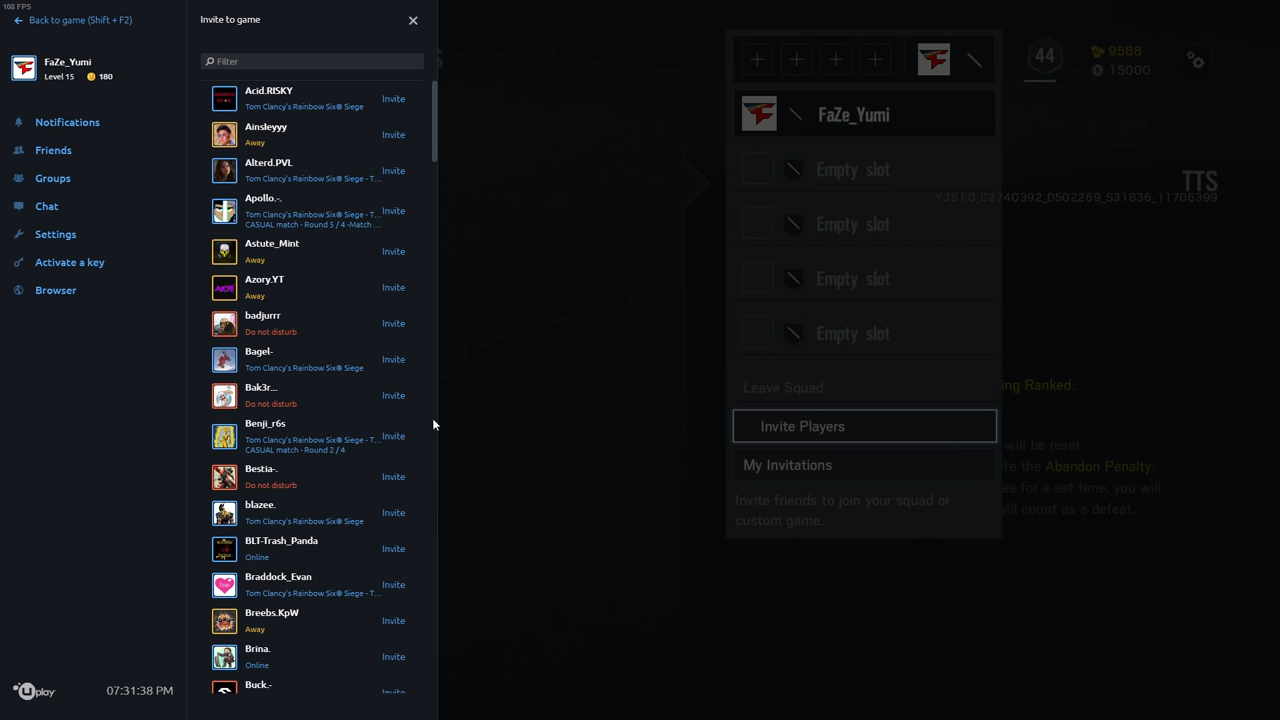 108 FPS
Back to game (Shift + F2)
FaZe_Yumi
Level 15 180
Notifications
Friends
Groups
Chat
Settings
Activate a key
Browser
uplay
07:31:38 PM
Invite to game
Filter
Acid.RISKY
Tom Clancy's Rainbow Six® Siege
Invite
Ainsleyyy
Away
Invite
Alterd.PVL
Tom Clancy's Rainbow Six® Siege - T...
Invite
Apollo.-.
Tom Clancy's Rainbow Six® Siege - T...
CASUAL match - Round 5 / 4 -Match ...
Invite
Astute_Mint
Away
Invite
Azory.YT
Away
Invite
badjurrr
Do not disturb
Invite
Bagel-
Tom Clancy's Rainbow Six® Siege
Invite
Bak3r...
Do not disturb
Invite
Benji_r6s
Tom Clancy's Rainbow Six® Siege - T...
CASUAL match - Round 2 / 4
Invite
Bestia-.
Do not disturb
Invite
blazee.
Tom Clancy's Rainbow Six® Siege
Invite
BLT-Trash_Panda
Online
Invite
Braddock_Evan
Tom Clancy's Rainbow Six® Siege - T...
Invite
Breebs.KpW
Away
Invite
Brina.
Online
Invite
Buck.-
Invite
44
9588
15000
FaZe_Yumi
Empty slot
Empty slot
Empty slot
Empty slot
Leave Squad
Invite Players
My Invitations
Invite friends to join your squad or
custom game.
TTS
Y3S1.0_C2740392_D502269_S31836_11706399
ing Ranked.
will be reset
te the Abandon Penalty:
es for a set time, you will
will count as a defeat.